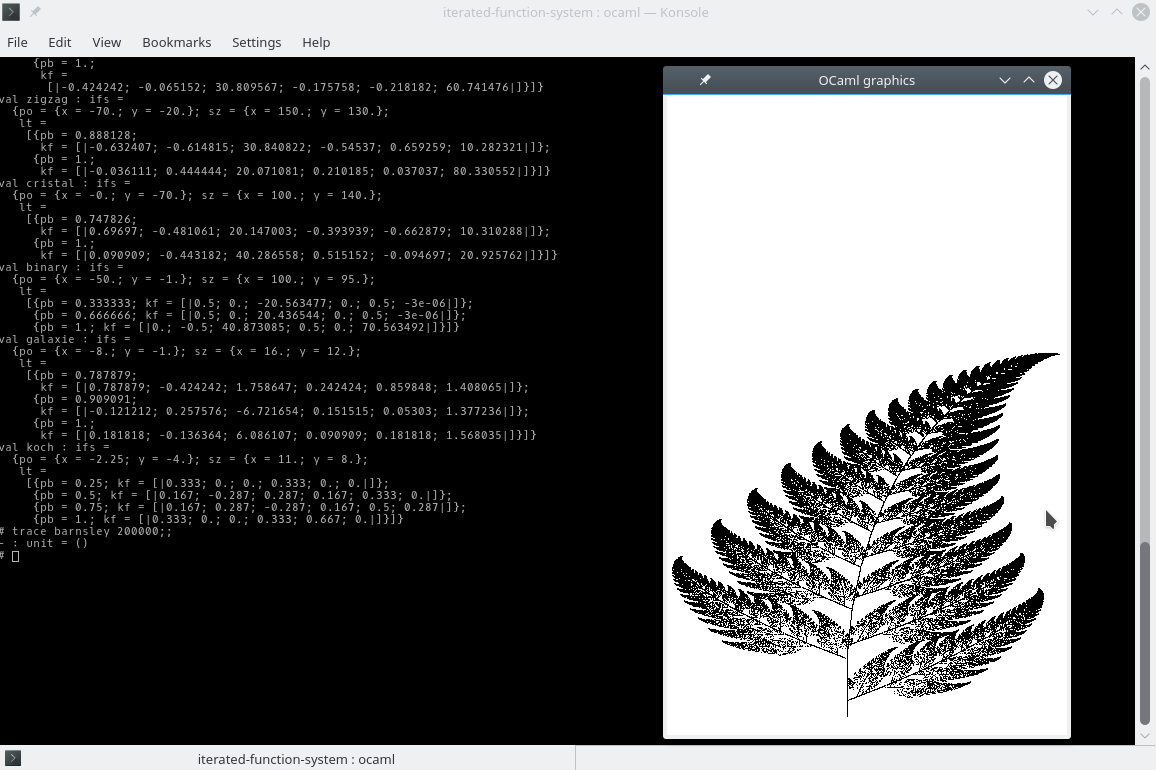 iterated-function-system : ocaml — Konsole
File Edit View Bookmarks Settings Help
{pb = 1.;
kf =
[|-0.424242; -0.065152; 30.809567; -0.175758; -0.218182; 60.741476|]}]}
val zigzag : ifs =
{po = {x = -70.; y = -20.}; sz = {x = 150.; y = 130.};
lt =
[{pb = 0.888128;
kf = [|-0.632407; -0.614815; 30.840822; -0.54537; 0.659259; 10.282321|]};
{pb = 1.;
kf = [|-0.036111; 0.444444; 20.071081; 0.210185; 0.037037; 80.330552|]}]}
val cristal : ifs =
{po = {x = -0.; y = -70.}; sz = {x = 100.; y = 140.};
lt =
[{pb = 0.747826;
kf = [|0.69697; -0.481061; 20.147003; -0.393939; -0.662879; 10.310288|]};
{pb = 1.;
kf = [|0.090909; -0.443182; 40.286558; 0.515152; -0.094697; 20.925762|]}]}
val binary : ifs =
{po = {x = -50.; y = -1.}; sz = {x = 100.; y = 95.};
lt =
[{pb = 0.333333; kf = [|0.5; 0.; -20.563477; 0.; 0.5; -3e-06|]};
{pb = 0.666666; kf = [|0.5; 0.; 20.436544; 0.; 0.5; -3e-06|]};
{pb = 1.; kf = [|0.; -0.5; 40.873085; 0.5; 0.; 70.563492|]}]}
val galaxie : ifs =
{po = {x = -8.; y = -1.}; sz = {x = 16.; y = 12.};
lt =
[{pb = 0.787879;
kf = [|0.787879; -0.424242; 1.758647; 0.242424; 0.859848; 1.408065|]};
{pb = 0.909091;
kf = [|-0.121212; 0.257576; -6.721654; 0.151515; 0.05303; 1.377236|]};
{pb = 1.;
kf = [|0.181818; -0.136364; 6.086107; 0.090909; 0.181818; 1.568035|]}]}
val koch : ifs =
{po = {x = -2.25; y = -4.}; sz = {x = 11.; y = 8.};
lt =
[{pb = 0.25; kf = [|0.333; 0.; 0.; 0.333; 0.; 0.|]};
{pb = 0.5; kf = [|0.167; -0.287; 0.287; 0.167; 0.333; 0.|]};
{pb = 0.75; kf = [|0.167; 0.287; -0.287; 0.167; 0.5; 0.287|]};
{pb = 1.; kf = [|0.333; 0.; 0.; 0.333; 0.667; 0.|]}]}
# trace barnsley 200000;;
- : unit = ()
#
OCaml graphics
iterated-function-system : ocaml